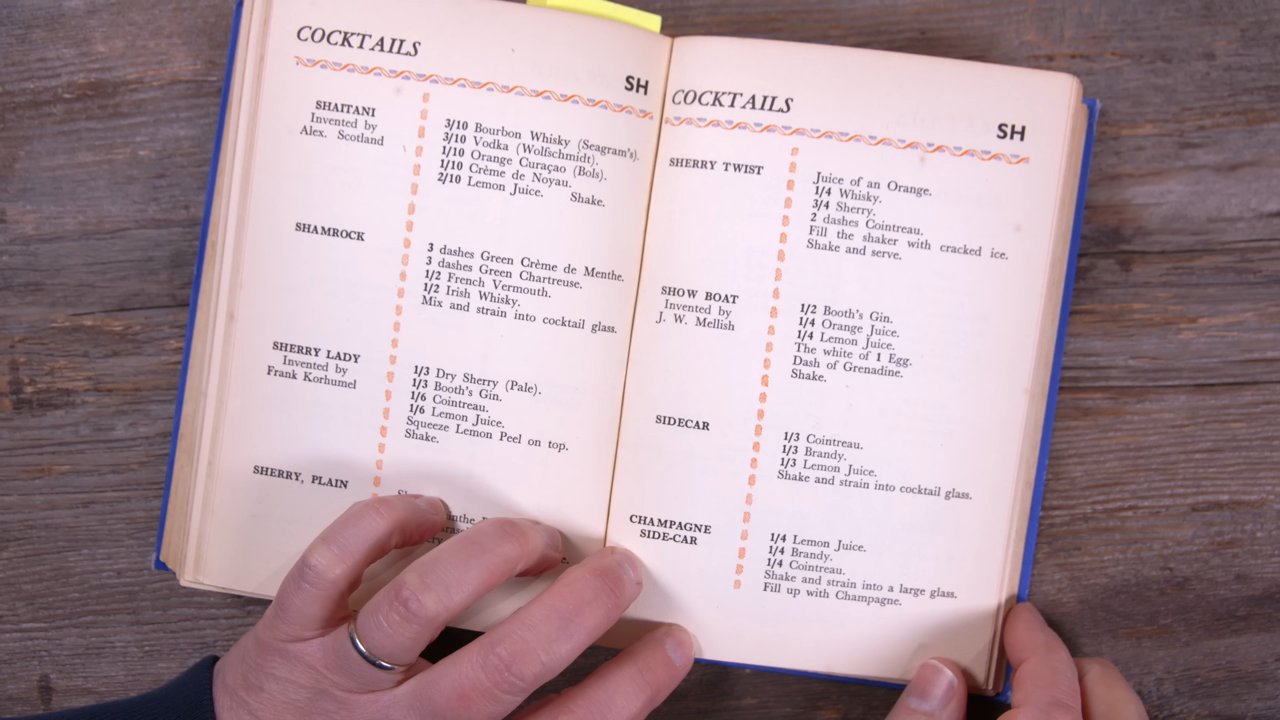 COCKTAILS
SH
SHAITANI
Invented by
Alex. Scotland
3/10 Bourbon Whisky (Seagram's).
3/10 Vodka (Wolfschmidt).
1/10 Orange Curaçao (Bols).
1/10 Crème de Noyau.
2/10 Lemon Juice. Shake.
SHAMROCK
3 dashes Green Crème de Menthe.
3 dashes Green Chartreuse.
1/2 French Vermouth.
1/2 Irish Whisky.
Mix and strain into cocktail glass.
SHERRY LADY
Invented by
Frank Korhumel
1/3 Dry Sherry (Pale).
1/3 Booth's Gin.
1/6 Cointreau.
1/6 Lemon Juice.
Squeeze Lemon Peel on top.
Shake.
SHERRY, PLAIN
COCKTAILS
SH
SHERRY TWIST
Juice of an Orange.
1/4 Whisky.
3/4 Sherry.
2 dashes Cointreau.
Fill the shaker with cracked ice.
Shake and serve.
SHOW BOAT
Invented by
J. W. Mellish
1/2 Booth's Gin.
1/4 Orange Juice.
1/4 Lemon Juice.
The white of 1 Egg.
Dash of Grenadine.
Shake.
SIDECAR
1/3 Cointreau.
1/3 Brandy.
1/3 Lemon Juice.
Shake and strain into cocktail glass.
CHAMPAGNE
SIDE-CAR
1/4 Lemon Juice.
1/4 Brandy.
1/4 Cointreau.
Shake and strain into a large glass.
Fill up with Champagne.